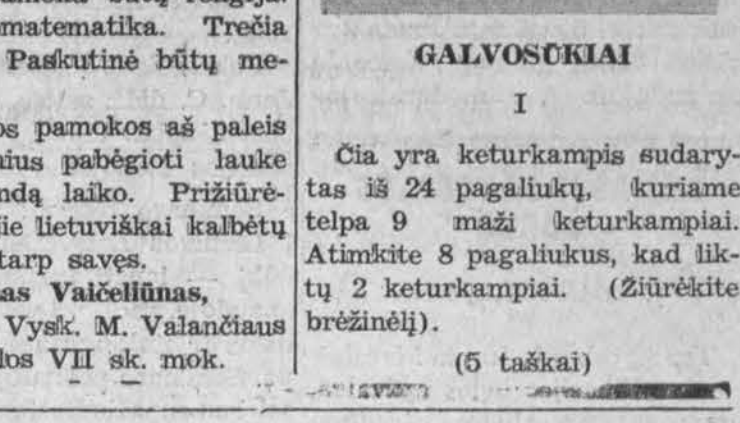 matematika. Trečia
Paskutinė būtų me-
os pamokos aš paleis
nius pabėgioti lauke
ndą laiko. Prižiūrė-
ie lietuviškai kalbėtų
tarp savęs.
as Vaičeliūnas,
Vysk. M. Valančiaus
los VII sk. mok.
GALVOSŪKIAI
I
Čia yra keturkampis sudary-
tas iš 24 pagaliukų, kuriame
telpa 9 maži keturkampiai.
Atimkite 8 pagaliukus, kad lik-
tų 2 keturkampiai. (Žiūrėkite
brėžinėlį).
(5 taškai)